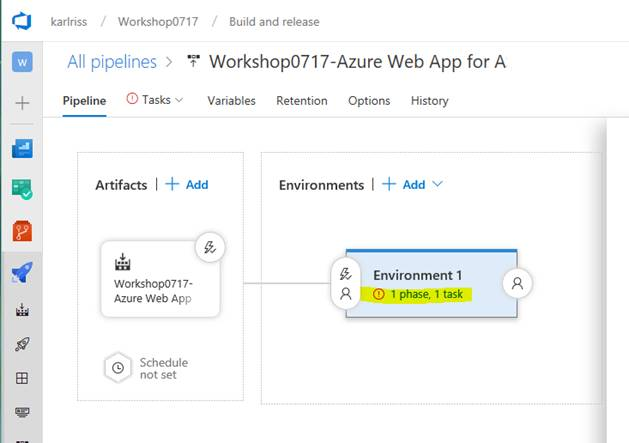 karlriss / Workshop0717 / Build and release
W
All pipelines > Workshop0717-Azure Web App for A
Pipeline Tasks Variables Retention Options History
Artifacts | + Add
Environments | + Add
Workshop0717-
Azure Web App
Environment 1
1 phase, 1 task
Schedule
not set